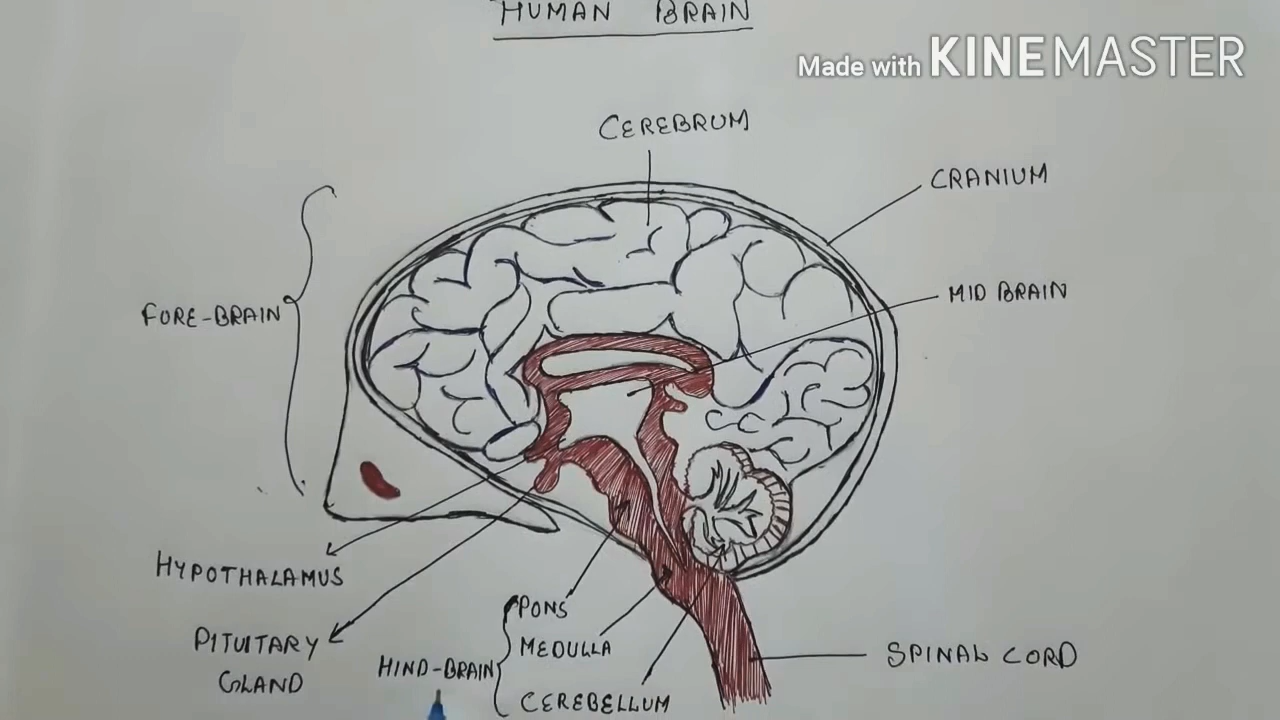 HUMAN BRAIN
Made with KINEMASTER
CEREBRUM
CRANIUM
MID BRAIN
FORE-BRAIN
HYPOTHALAMUS
PITUITARY
GLAND
HIND-BRAIN
PONS
MEDULLA
CEREBELLUM
SPINAL CORD